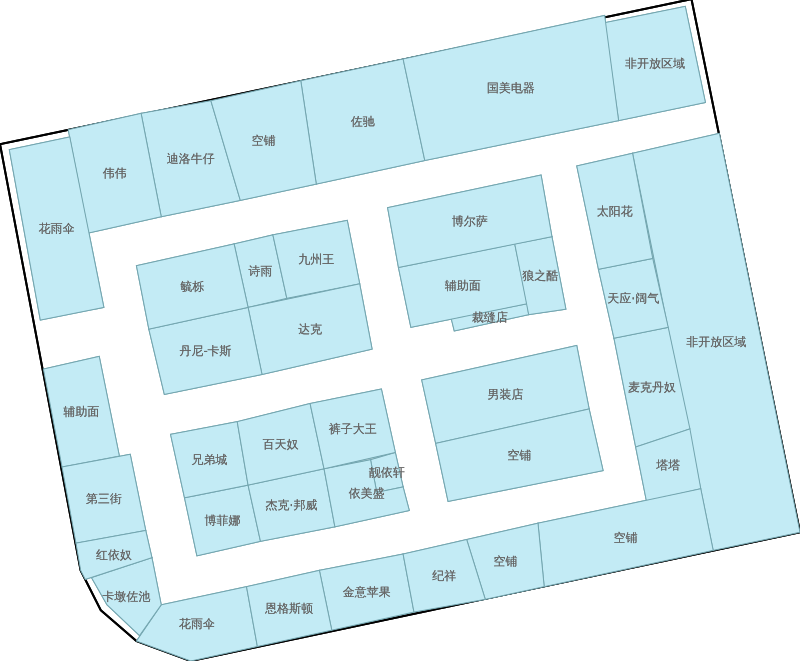 非开放区域
国美电器
佐驰
空铺
迪洛牛仔
伟伟
花雨伞
博尔萨
太阳花
九州王
诗雨
毓栎
辅助面
狼之酷
裁缝店
天应·阔气
达克
丹尼-卡斯
非开放区域
麦克丹奴
男装店
辅助面
裤子大王
百天奴
兄弟城
空铺
塔塔
靓依轩
依美盛
杰克·邦威
博菲娜
第三街
红依奴
卡墩佐池
空铺
空铺
纪祥
金意苹果
恩格斯顿
花雨伞